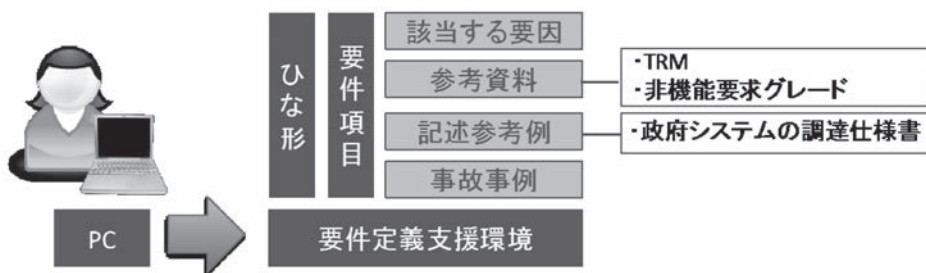 該当する要因
参考資料
記述参考例
事故事例
ひな形
要件項目
・TRM
・非機能要求グレード
・政府システムの調達仕様書
PC
要件定義支援環境